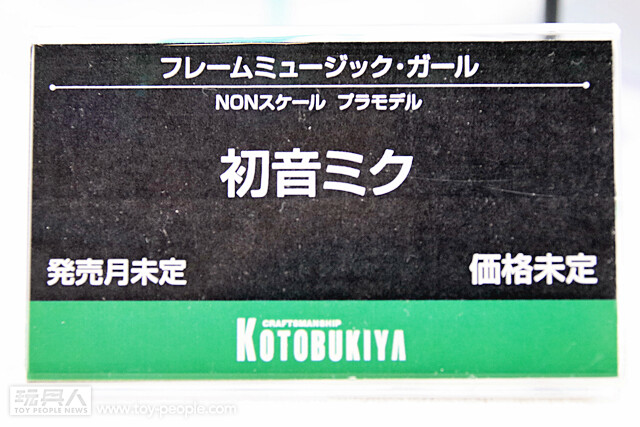 フレームミュージック・ガール
NONスケール プラモデル
初音ミク
発売月未定
価格未定
CRAFTSMANSHIP
KOTOBUKIYA
玩具人
TOY PEOPLE NEWS
www.toy-people.com